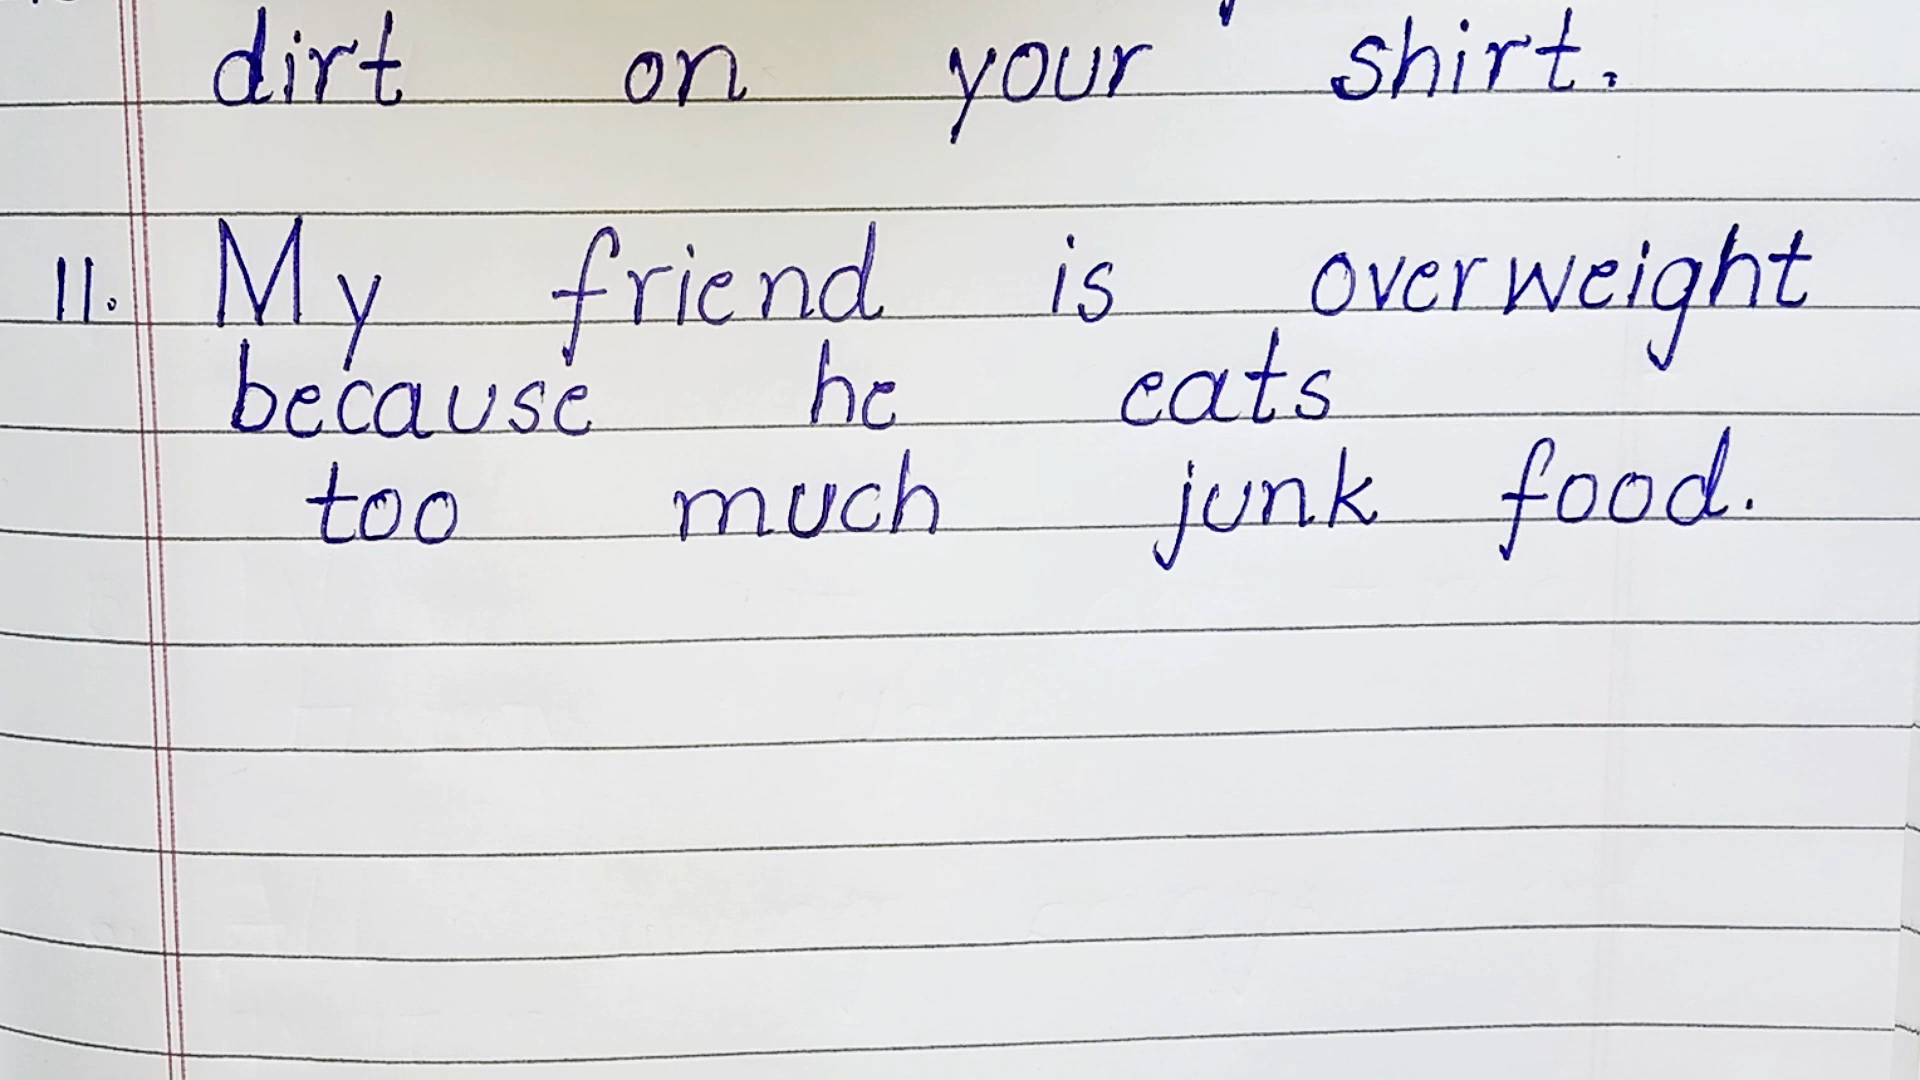 dirt on your shirt.
11. My friend is overweight
because he eats
too much junk food.